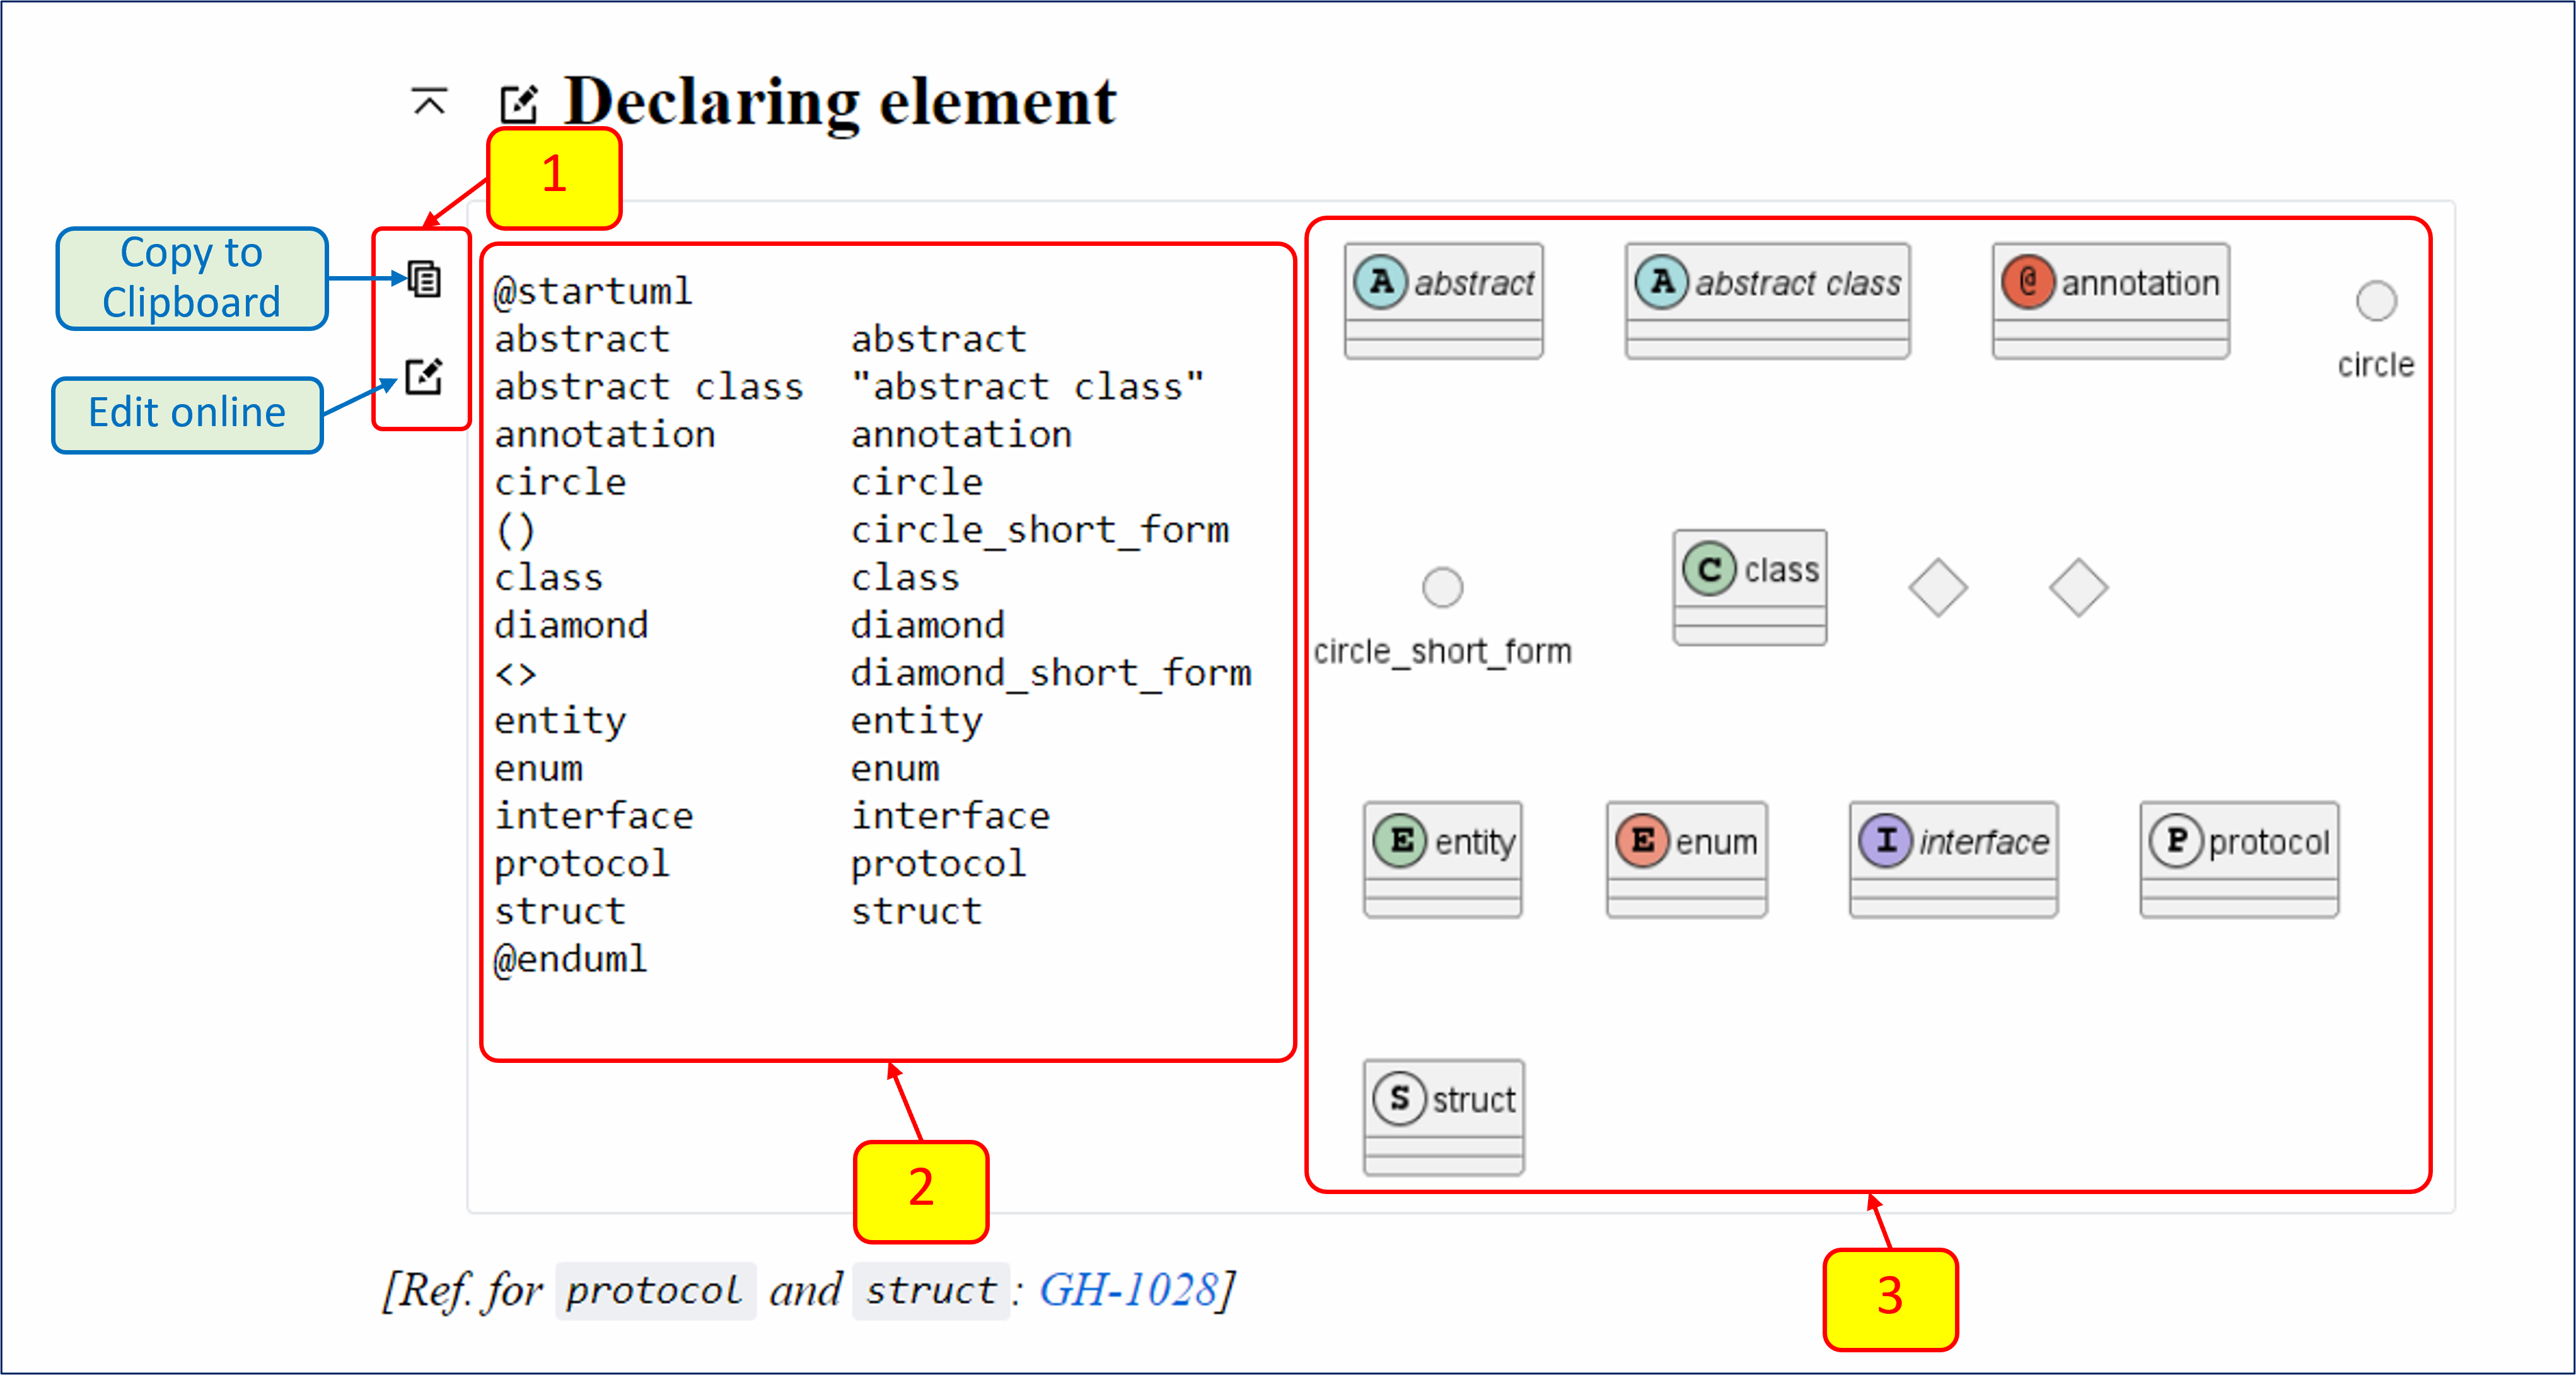 Declaring element
1
Copy to
Clipboard
Edit online
@startuml
abstract abstract
abstract class "abstract class"
annotation annotation
circle circle
() circle_short_form
class class
diamond diamond
<> diamond_short_form
entity entity
enum enum
interface interface
protocol protocol
struct struct
@enduml
2
A abstract
A abstract class
@ annotation
circle
circle_short_form
C class
E entity
E enum
I interface
P protocol
S struct
3
[Ref. for protocol and struct: GH-1028]